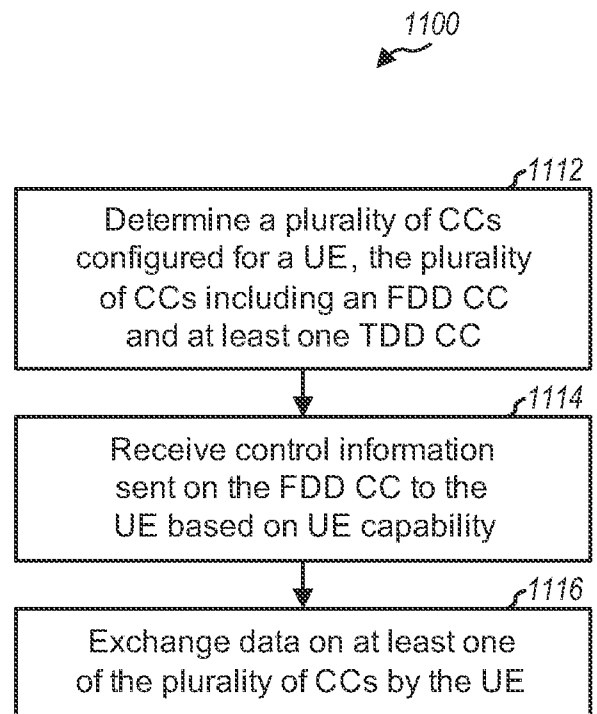 1100
1112
Determine a plurality of CCs
configured for a UE, the plurality
of CCs including an FDD CC
and at least one TDD CC
1114
Receive control information
sent on the FDD CC to the
UE based on UE capability
1116
Exchange data on at least one
of the plurality of CCs by the UE